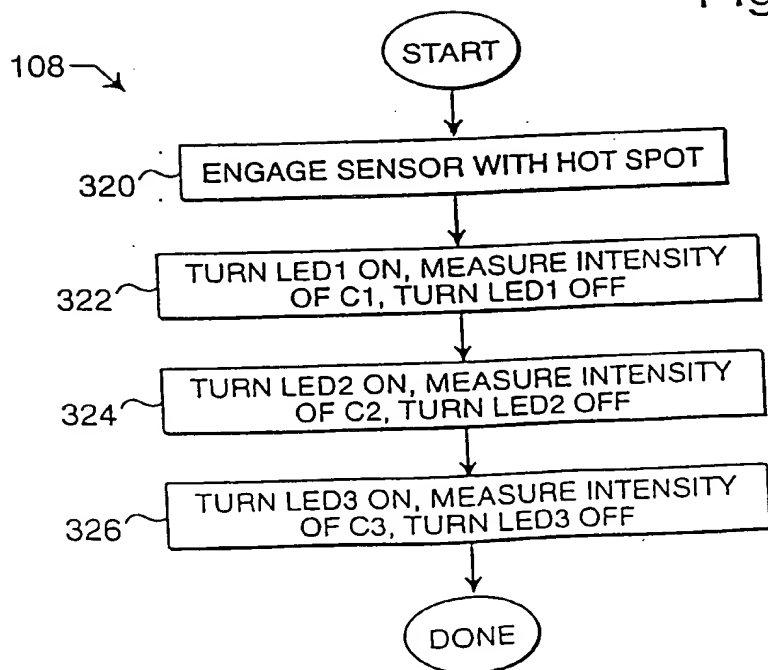 Fig
START
108
320
ENGAGE SENSOR WITH HOT SPOT
322
TURN LED1 ON, MEASURE INTENSITY
OF C1, TURN LED1 OFF
324
TURN LED2 ON, MEASURE INTENSITY
OF C2, TURN LED2 OFF
326
TURN LED3 ON, MEASURE INTENSITY
OF C3, TURN LED3 OFF
DONE